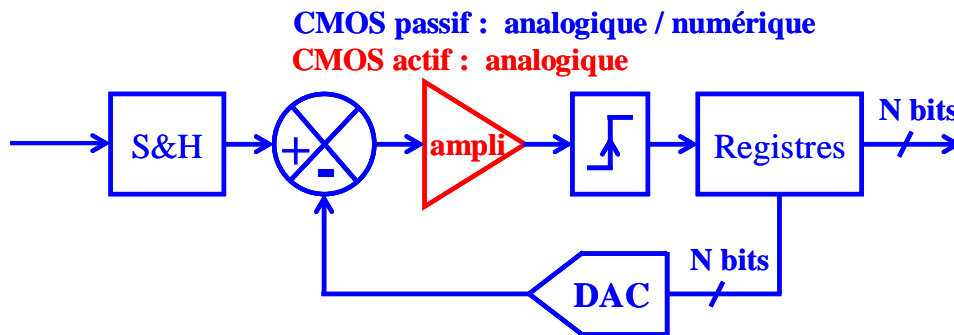 CMOS passif : analogique / numérique
CMOS actif : analogique
N bits
S&H
+
-
ampli
Registres
N bits
DAC